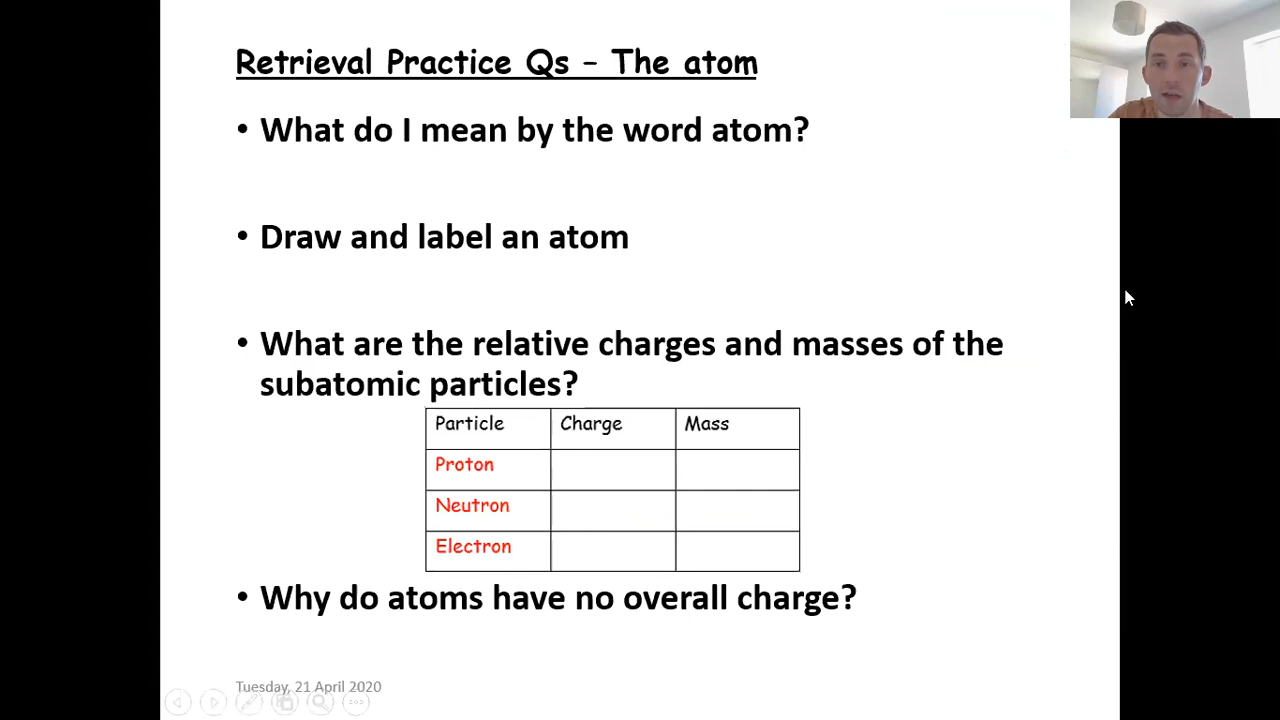 Retrieval Practice Qs – The atom
• What do I mean by the word atom?
• Draw and label an atom
• What are the relative charges and masses of the
subatomic particles?
Particle Charge Mass
Proton
Neutron
Electron
• Why do atoms have no overall charge?
Tuesday, 21 April 2020